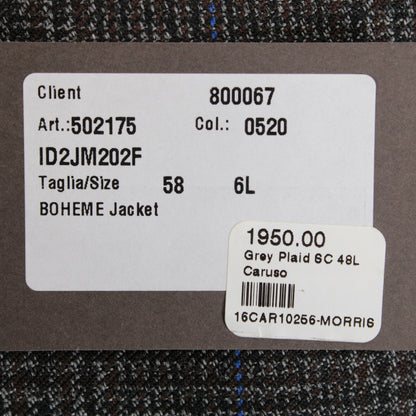 Client 800067
Art.:502175 Col.: 0520
ID2JM202F
Taglia/Size 58 6L
BOHEME Jacket
1950.00
Grey Plaid SC 48L
Caruso
16CAR10256-MORRIS